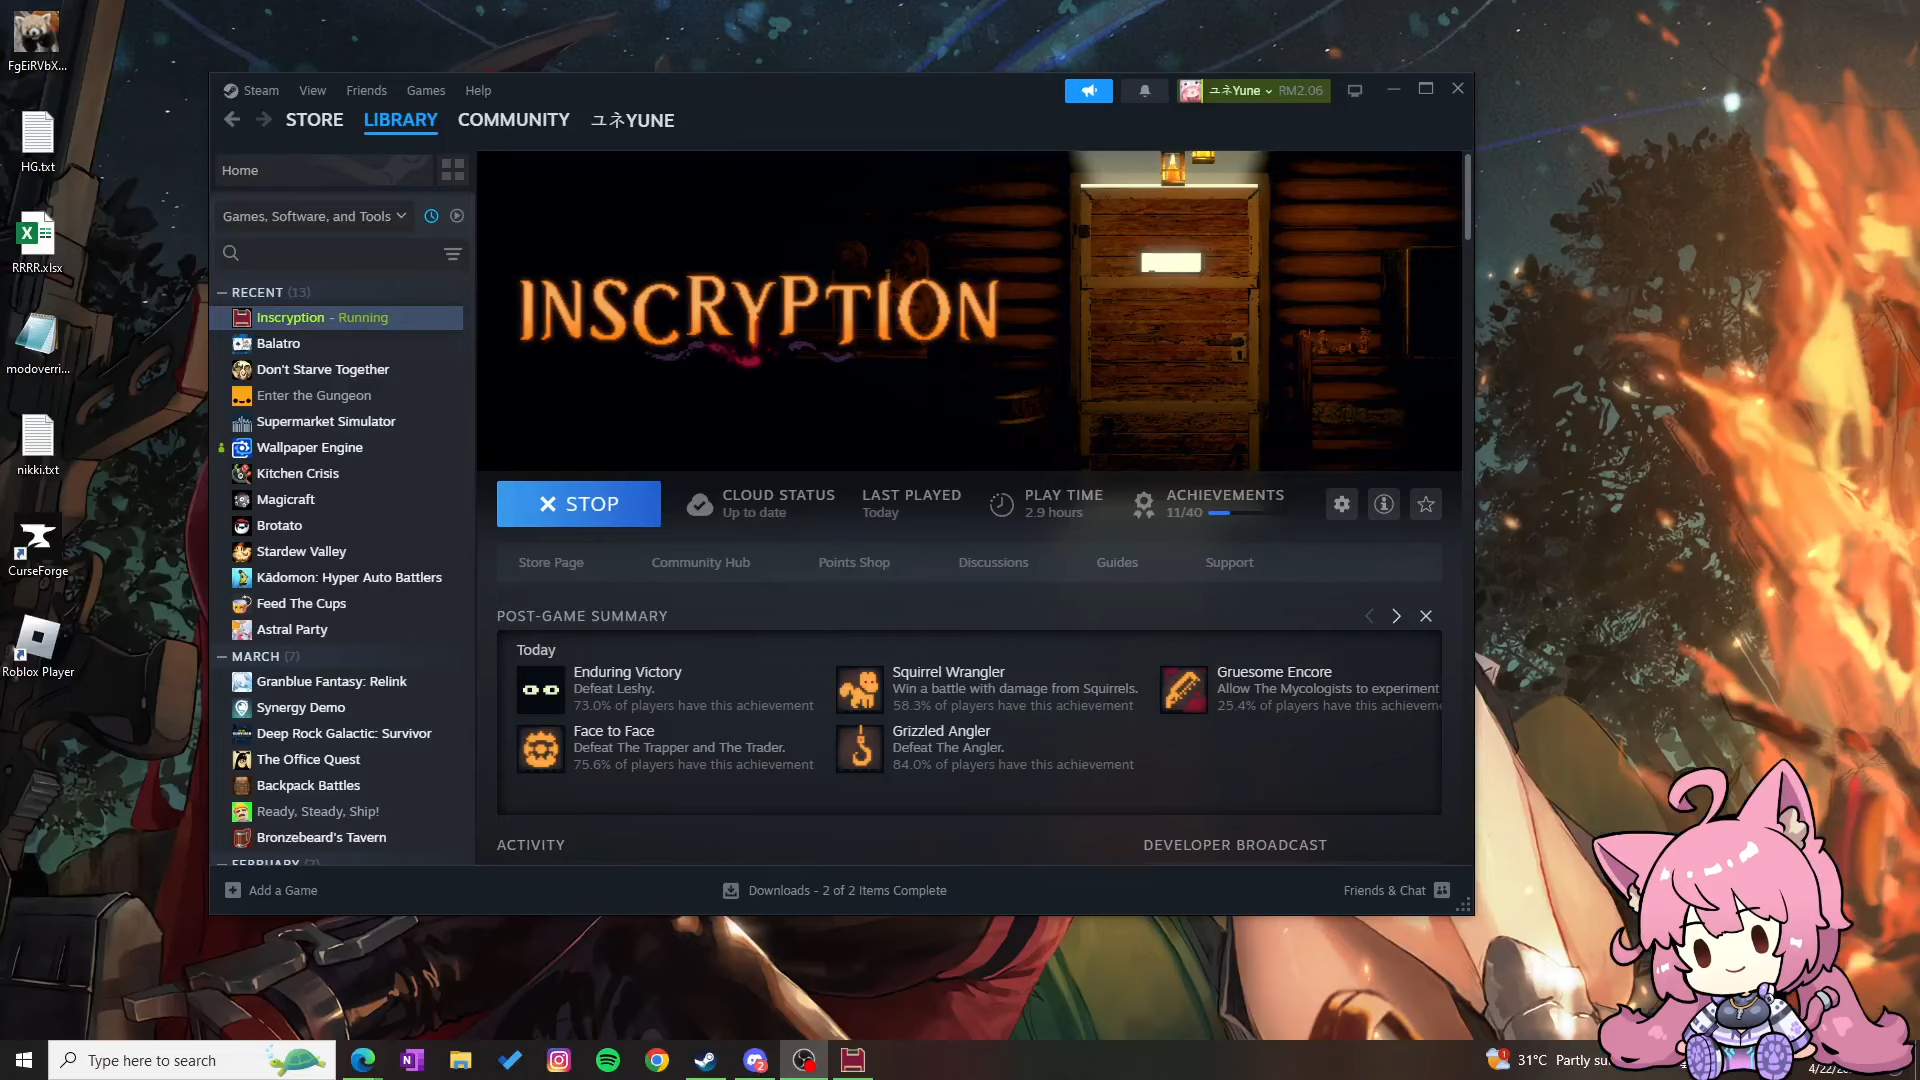 FgEiRVbX...
HG.txt
RRRR.xlsx
modoverri...
nikki.txt
CurseForge
Roblox Player
Steam View Friends Games Help
ユネYune RM2.06
STORE LIBRARY COMMUNITY ユネYUNE
Home
Games, Software, and Tools
RECENT (13)
Inscryption - Running
Balatro
Don't Starve Together
Enter the Gungeon
Supermarket Simulator
Wallpaper Engine
Kitchen Crisis
Magicraft
Brotato
Stardew Valley
Kādomon: Hyper Auto Battlers
Feed The Cups
Astral Party
MARCH (7)
Granblue Fantasy: Relink
Synergy Demo
Deep Rock Galactic: Survivor
The Office Quest
Backpack Battles
Ready, Steady, Ship!
Bronzebeard's Tavern
FEBRUARY (7)
INSCRYPTION
STOP
CLOUD STATUS
Up to date
LAST PLAYED
Today
PLAY TIME
2.9 hours
ACHIEVEMENTS
11/40
Store Page Community Hub Points Shop Discussions Guides Support
POST-GAME SUMMARY
Today
Enduring Victory
Defeat Leshy.
73.0% of players have this achievement
Squirrel Wrangler
Win a battle with damage from Squirrels.
58.3% of players have this achievement
Gruesome Encore
Allow The Mycologists to experiment
25.4% of players have this achieveme
Face to Face
Defeat The Trapper and The Trader.
75.6% of players have this achievement
Grizzled Angler
Defeat The Angler.
84.0% of players have this achievement
ACTIVITY
DEVELOPER BROADCAST
Add a Game
Downloads - 2 of 2 Items Complete
Friends & Chat
Type here to search
2
1
31°C Partly su
4/22/2